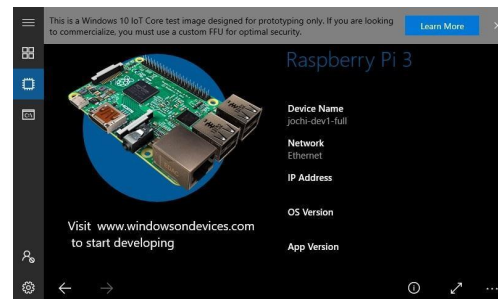 This is a Windows 10 IoT Core test image designed for prototyping only. If you are looking
to commercialize, you must use a custom FFU for optimal security.
Learn More
Raspberry Pi 3
Device Name
jochi-dev1-full
Network
Ethernet
IP Address
OS Version
App Version
Visit www.windowsondevices.com
to start developing